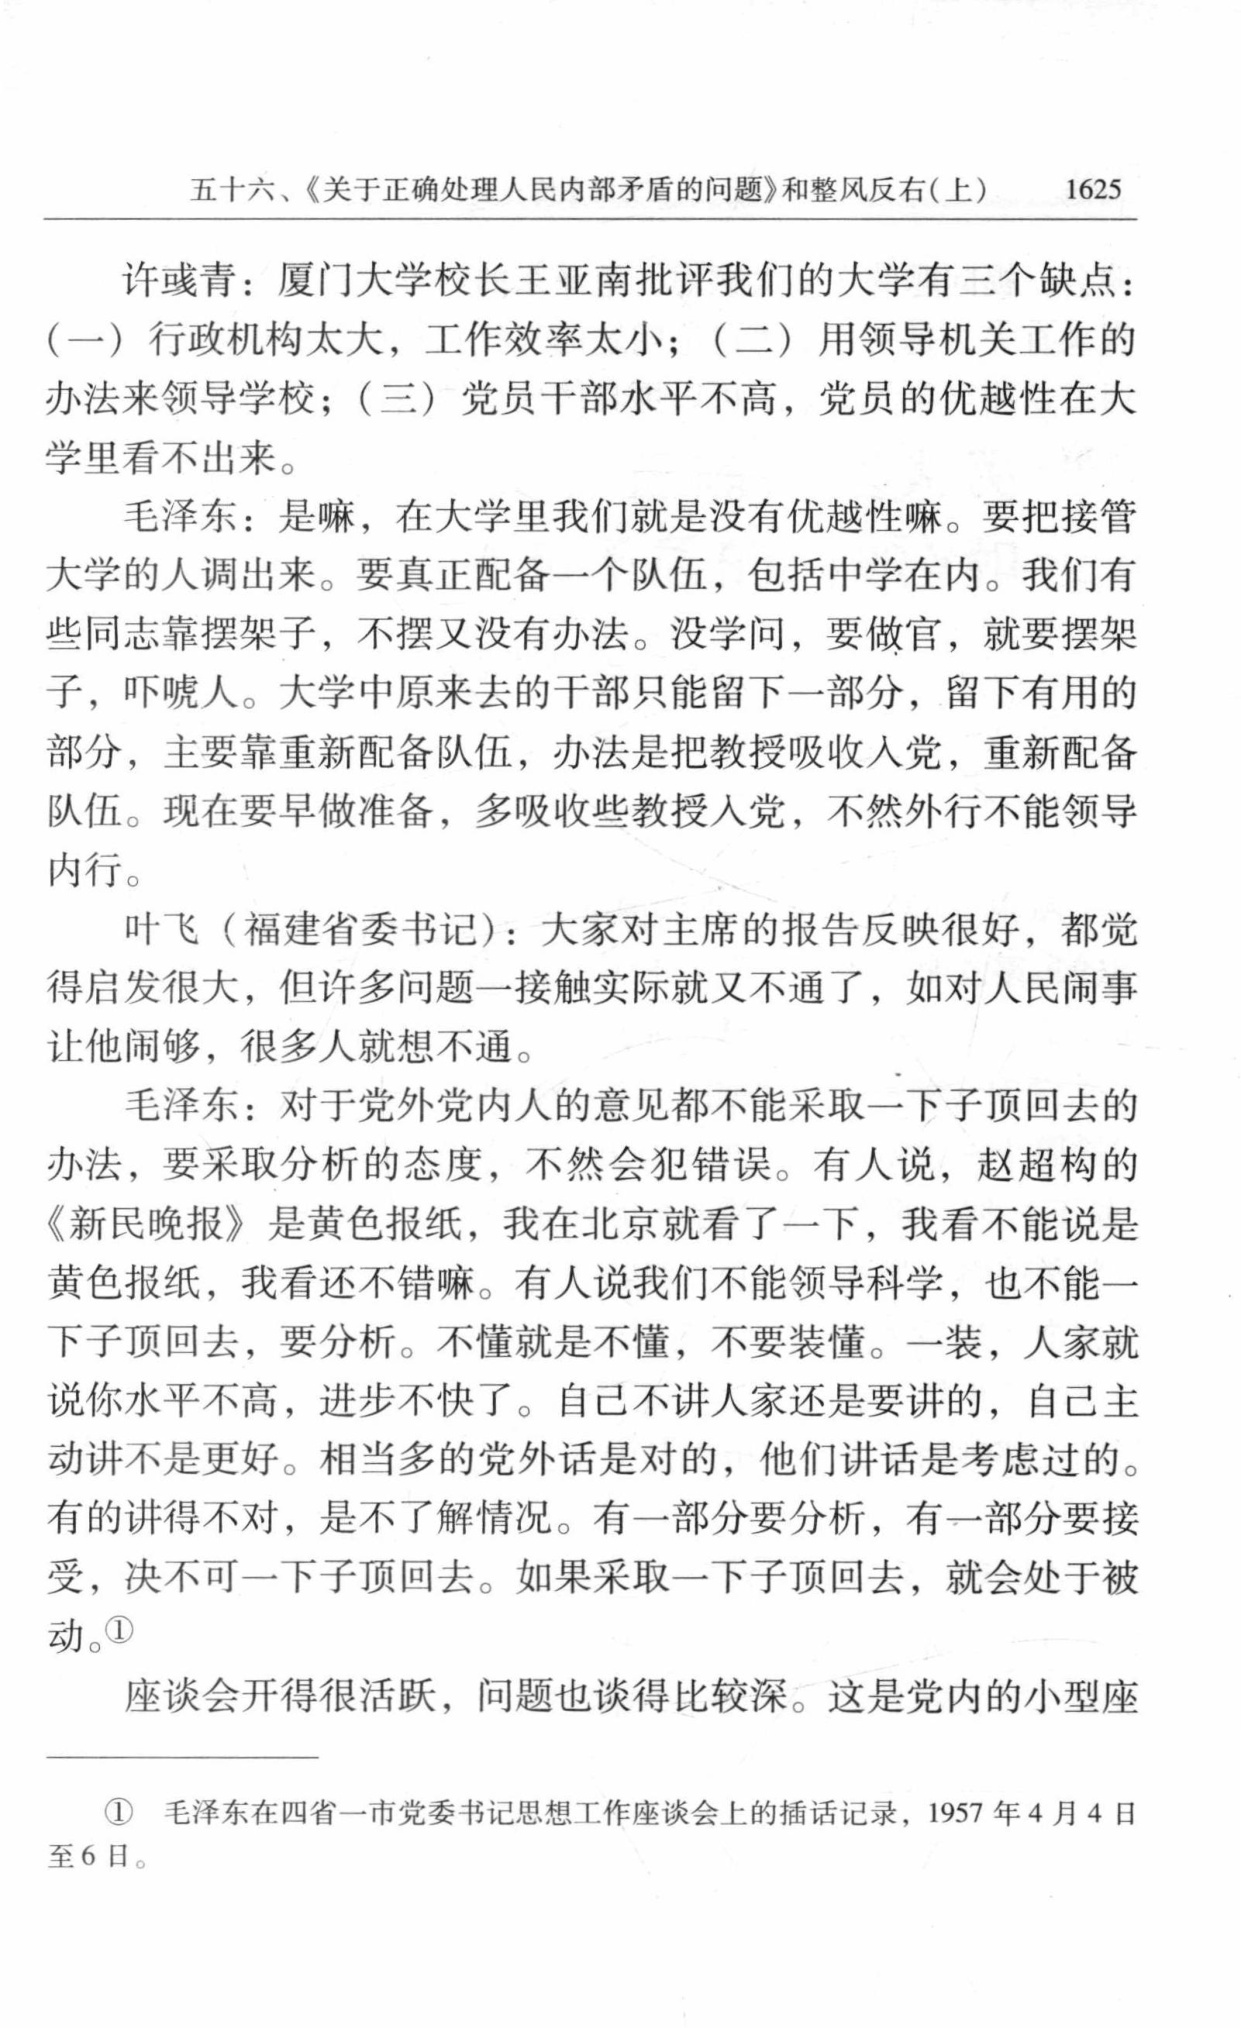 五十六、《关于正确处理人民内部矛盾的问题》和整风反右(上) 1625
许彧青：厦门大学校长王亚南批评我们的大学有三个缺点：
(一)行政机构太大，工作效率太小；(二)用领导机关工作的
办法来领导学校；(三)党员干部水平不高，党员的优越性在大
学里看不出来。
毛泽东：是嘛，在大学里我们就是没有优越性嘛。要把接管
大学的人调出来。要真正配备一个队伍，包括中学在内。我们有
些同志靠摆架子，不摆又没有办法。没学问，要做官，就要摆架
子，吓唬人。大学中原来去的干部只能留下一部分，留下有用的
部分，主要靠重新配备队伍，办法是把教授吸收入党，重新配备
队伍。现在要早做准备，多吸收些教授入党，不然外行不能领导
内行。
叶飞(福建省委书记)：大家对主席的报告反映很好，都觉
得启发很大，但许多问题一接触实际就又不通了，如对人民闹事
让他闹够，很多人就想不通。
毛泽东：对于党外党内人的意见都不能采取一下子顶回去的
办法，要采取分析的态度，不然会犯错误。有人说，赵超构的
《新民晚报》是黄色报纸，我在北京就看了一下，我看不能说是
黄色报纸，我看还不错嘛。有人说我们不能领导科学，也不能一
下子顶回去，要分析。不懂就是不懂，不要装懂。一装，人家就
说你水平不高，进步不快了。自己不讲人家还是要讲的，自己主
动讲不是更好。相当多的党外话是对的，他们讲话是考虑过的。
有的讲得不对，是不了解情况。有一部分要分析，有一部分要接
受，决不可一下子顶回去。如果采取一下子顶回去，就会处于被
动。①
座谈会开得很活跃，问题也谈得比较深。这是党内的小型座
① 毛泽东在四省一市党委书记思想工作座谈会上的插话记录，1957年4月4日
至6日。